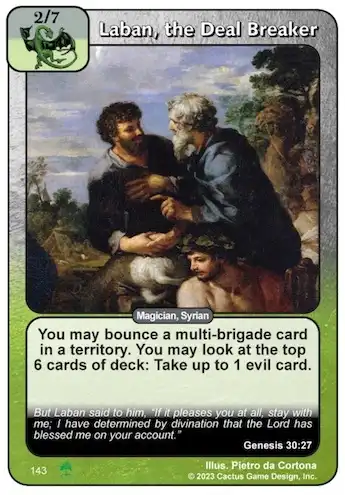 2/7
Laban, the Deal Breaker
Magician, Syrian
You may bounce a multi-brigade card
in a territory. You may look at the top
6 cards of deck: Take up to 1 evil card.
But Laban said to him, "If it pleases you at all, stay with
me; I have determined by divination that the Lord has
blessed me on your account."
Genesis 30:27
143
Illus. Pietro da Cortona
© 2023 Cactus Game Design, Inc.